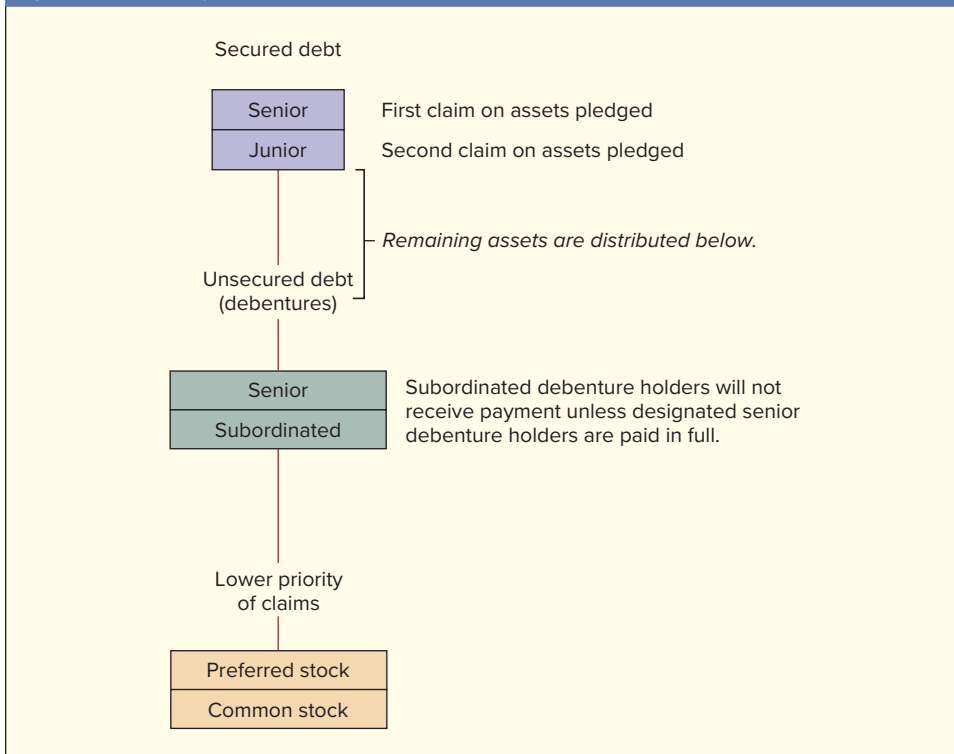 Secured debt
Senior
First claim on assets pledged
Junior
Second claim on assets pledged
Remaining assets are distributed below.
Unsecured debt
(debentures)
Senior
Subordinated
Subordinated debenture holders will not
receive payment unless designated senior
debenture holders are paid in full.
Lower priority
of claims
Preferred stock
Common stock